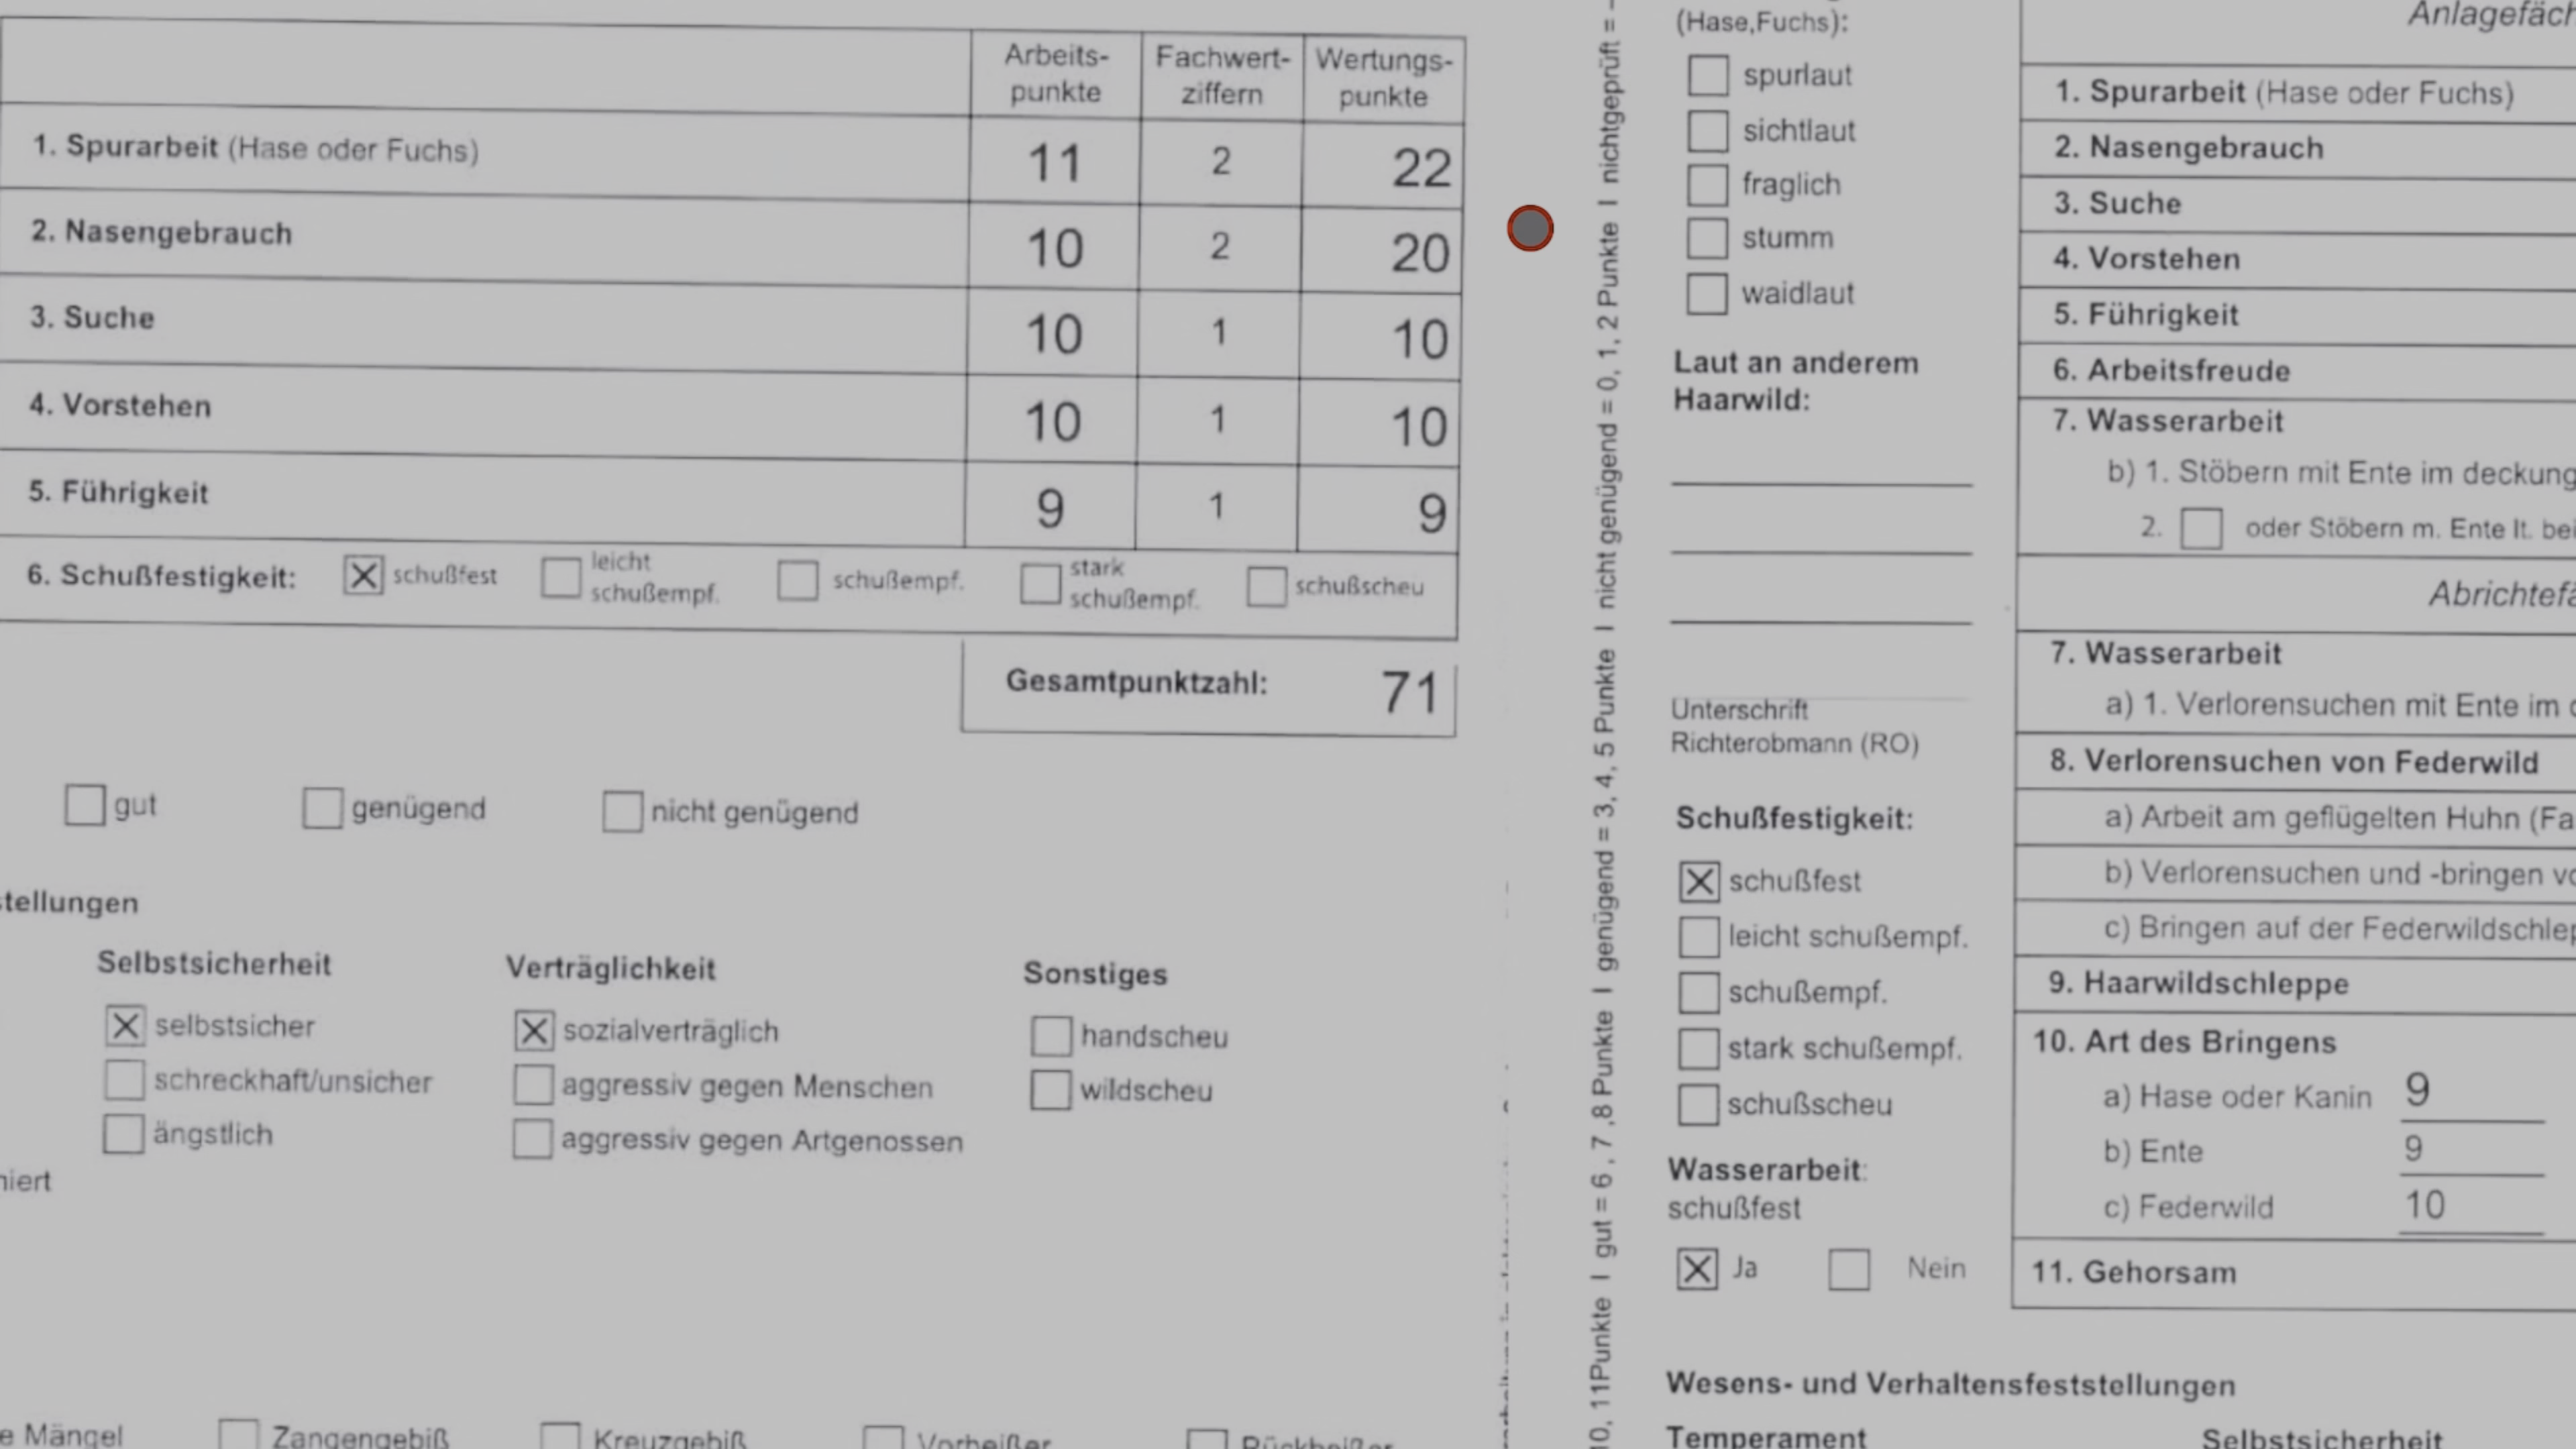 Arbeits-
punkte
Fachwert-
ziffern
Wertungs-
punkte
1. Spurarbeit (Hase oder Fuchs) 11 2 22
2. Nasengebrauch 10 2 20
3. Suche 10 1 10
4. Vorstehen 10 1 10
5. Führigkeit 9 1 9
6. Schußfestigkeit: schußfest leicht schußempf. schußempf. stark schußempf. schußscheu
Gesamtpunktzahl: 71
gut genügend nicht genügend
stellungen
Selbstsicherheit
selbstsicher
schreckhaft/unsicher
ängstlich
Verträglichkeit
sozialverträglich
aggressiv gegen Menschen
aggressiv gegen Artgenossen
Sonstiges
handscheu
wildscheu
niert
e Mängel Zangengebiß Kreuzgebiß Vorbeißer Rückbeißer
10, 11Punkte I gut = 6 , 7 ,8 Punkte I genügend = 3, 4, 5 Punkte I nicht genügend = 0, 1, 2 Punkte I nichtgeprüft = -
(Hase,Fuchs):
spurlaut
sichtlaut
fraglich
stumm
waidlaut
Laut an anderem
Haarwild:
Unterschrift
Richterobmann (RO)
Schußfestigkeit:
schußfest
leicht schußempf.
schußempf.
stark schußempf.
schußscheu
Wasserarbeit:
schußfest
Ja Nein
Anlagefäch
1. Spurarbeit (Hase oder Fuchs)
2. Nasengebrauch
3. Suche
4. Vorstehen
5. Führigkeit
6. Arbeitsfreude
7. Wasserarbeit
b) 1. Stöbern mit Ente im deckung
2. oder Stöbern m. Ente lt. bei
Abrichtefä
7. Wasserarbeit
a) 1. Verlorensuchen mit Ente im d
8. Verlorensuchen von Federwild
a) Arbeit am geflügelten Huhn (Fa
b) Verlorensuchen und -bringen vo
c) Bringen auf der Federwildschlep
9. Haarwildschleppe
10. Art des Bringens
a) Hase oder Kanin 9
b) Ente 9
c) Federwild 10
11. Gehorsam
Wesens- und Verhaltensfeststellungen
Temperament Selbstsicherheit